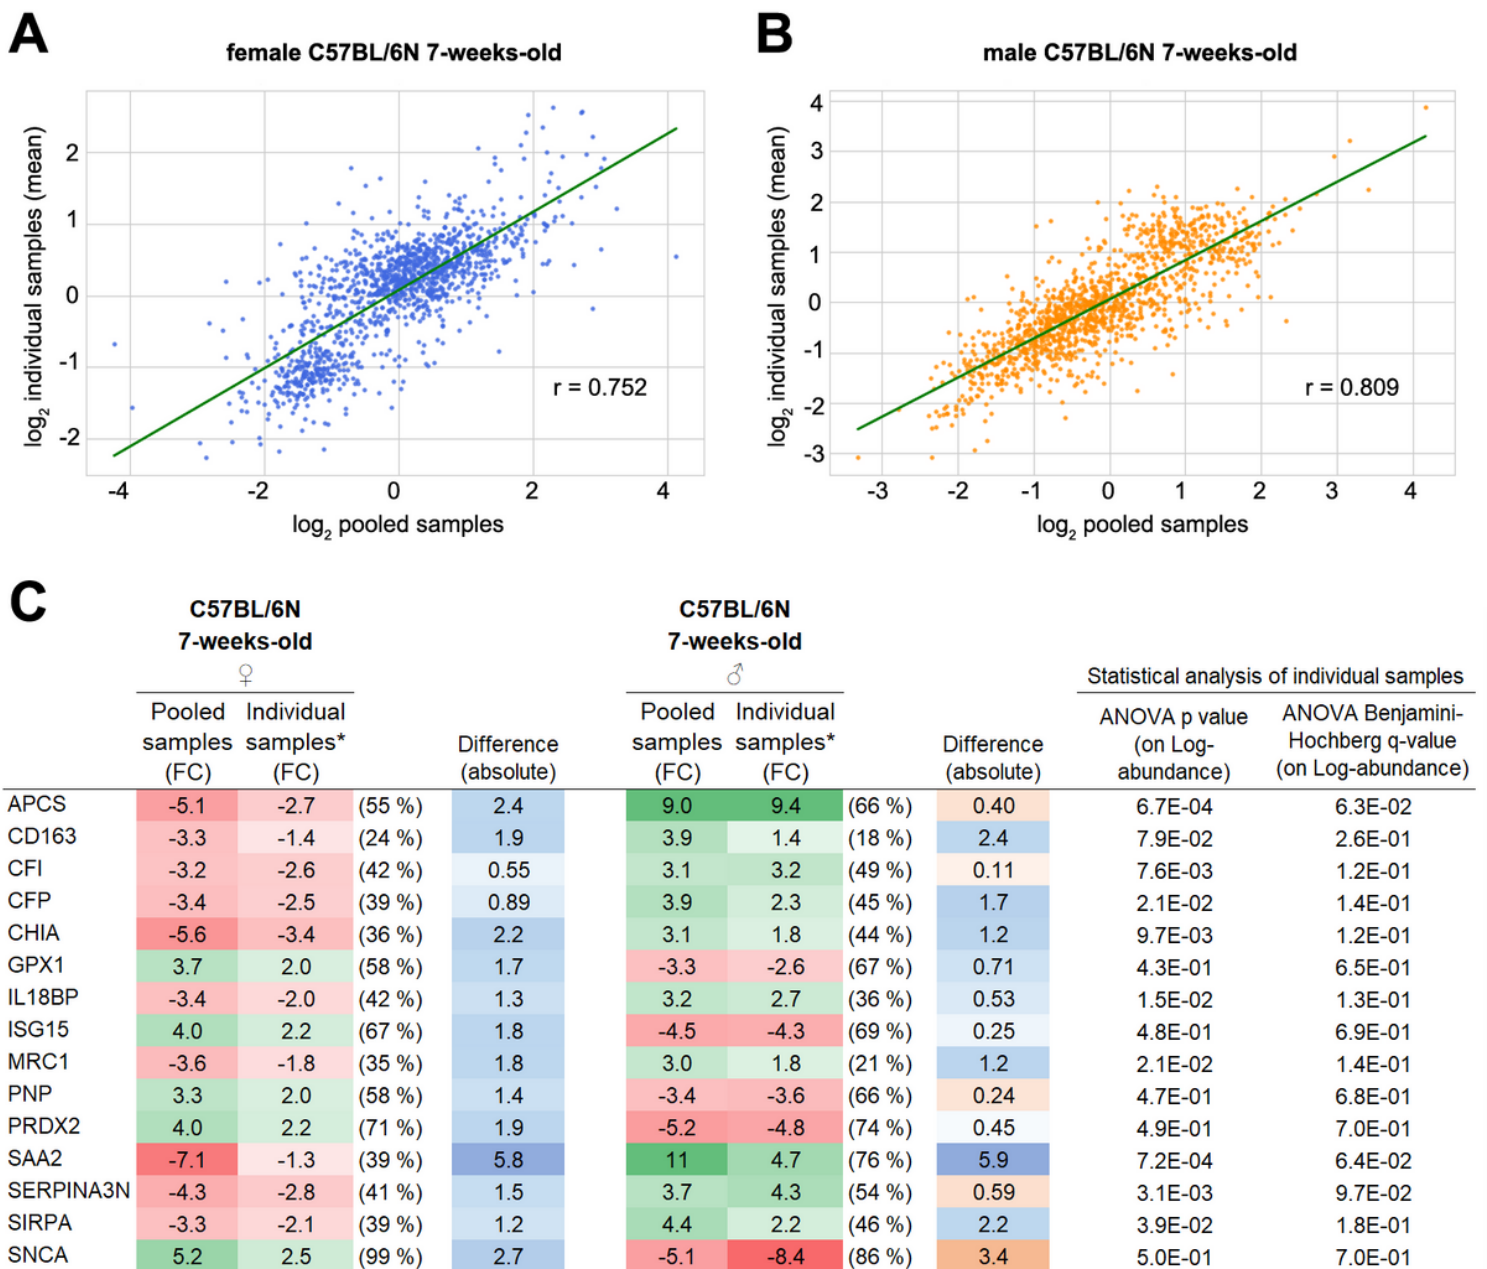 A
female C57BL/6N 7-weeks-old
log2 individual samples (mean)
2
1
0
-1
-2
r = 0.752
-4 -2 0 2 4
log2 pooled samples
B
male C57BL/6N 7-weeks-old
log2 individual samples (mean)
4
3
2
1
0
-1
-2
-3
r = 0.809
-3 -2 -1 0 1 2 3 4
log2 pooled samples
C
C57BL/6N C57BL/6N
7-weeks-old 7-weeks-old
♀ ♂ Statistical analysis of individual samples
Pooled Individual Pooled Individual ANOVA p value ANOVA Benjamini-
samples samples* Difference samples samples* Difference (on Log- Hochberg q-value
(FC) (FC) (absolute) (FC) (FC) (absolute) abundance) (on Log-abundance)
APCS -5.1 -2.7 (55 %) 2.4 9.0 9.4 (66 %) 0.40 6.7E-04 6.3E-02
CD163 -3.3 -1.4 (24 %) 1.9 3.9 1.4 (18 %) 2.4 7.9E-02 2.6E-01
CFI -3.2 -2.6 (42 %) 0.55 3.1 3.2 (49 %) 0.11 7.6E-03 1.2E-01
CFP -3.4 -2.5 (39 %) 0.89 3.9 2.3 (45 %) 1.7 2.1E-02 1.4E-01
CHIA -5.6 -3.4 (36 %) 2.2 3.1 1.8 (44 %) 1.2 9.7E-03 1.2E-01
GPX1 3.7 2.0 (58 %) 1.7 -3.3 -2.6 (67 %) 0.71 4.3E-01 6.5E-01
IL18BP -3.4 -2.0 (42 %) 1.3 3.2 2.7 (36 %) 0.53 1.5E-02 1.3E-01
ISG15 4.0 2.2 (67 %) 1.8 -4.5 -4.3 (69 %) 0.25 4.8E-01 6.9E-01
MRC1 -3.6 -1.8 (35 %) 1.8 3.0 1.8 (21 %) 1.2 2.1E-02 1.4E-01
PNP 3.3 2.0 (58 %) 1.4 -3.4 -3.6 (66 %) 0.24 4.7E-01 6.8E-01
PRDX2 4.0 2.2 (71 %) 1.9 -5.2 -4.8 (74 %) 0.45 4.9E-01 7.0E-01
SAA2 -7.1 -1.3 (39 %) 5.8 11 4.7 (76 %) 5.9 7.2E-04 6.4E-02
SERPINA3N -4.3 -2.8 (41 %) 1.5 3.7 4.3 (54 %) 0.59 3.1E-03 9.7E-02
SIRPA -3.3 -2.1 (39 %) 1.2 4.4 2.2 (46 %) 2.2 3.9E-02 1.8E-01
SNCA 5.2 2.5 (99 %) 2.7 -5.1 -8.4 (86 %) 3.4 5.0E-01 7.0E-01